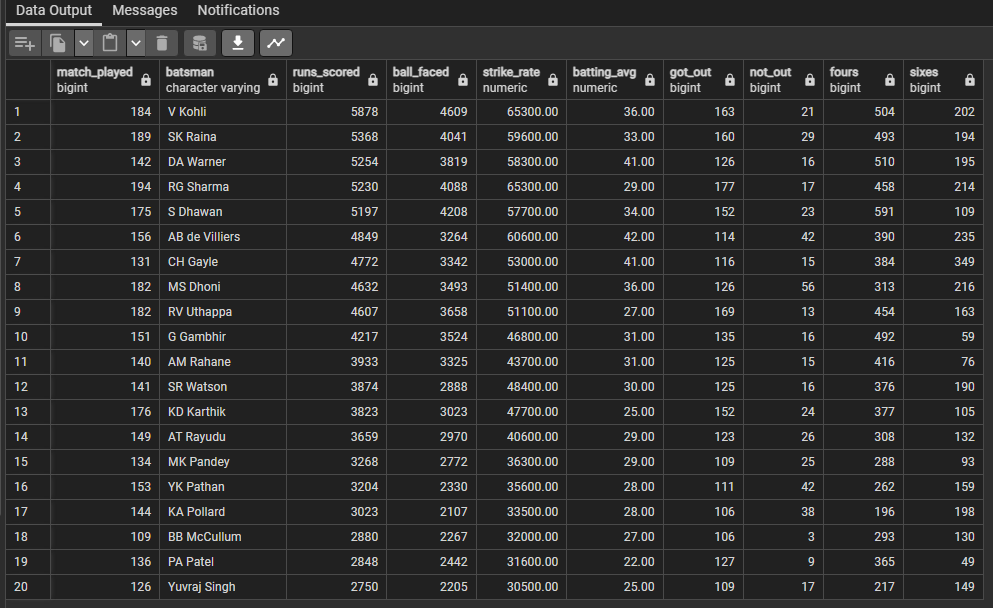 Data Output Messages Notifications
match_played batsman runs_scored ball_faced strike_rate batting_avg got_out not_out fours sixes
bigint character varying bigint bigint numeric numeric bigint bigint bigint bigint
1 184 V Kohli 5878 4609 65300.00 36.00 163 21 504 202
2 189 SK Raina 5368 4041 59600.00 33.00 160 29 493 194
3 142 DA Warner 5254 3819 58300.00 41.00 126 16 510 195
4 194 RG Sharma 5230 4088 65300.00 29.00 177 17 458 214
5 175 S Dhawan 5197 4208 57700.00 34.00 152 23 591 109
6 156 AB de Villiers 4849 3264 60600.00 42.00 114 42 390 235
7 131 CH Gayle 4772 3342 53000.00 41.00 116 15 384 349
8 182 MS Dhoni 4632 3493 51400.00 36.00 126 56 313 216
9 182 RV Uthappa 4607 3658 51100.00 27.00 169 13 454 163
10 151 G Gambhir 4217 3524 46800.00 31.00 135 16 492 59
11 140 AM Rahane 3933 3325 43700.00 31.00 125 15 416 76
12 141 SR Watson 3874 2888 48400.00 30.00 125 16 376 190
13 176 KD Karthik 3823 3023 47700.00 25.00 152 24 377 105
14 149 AT Rayudu 3659 2970 40600.00 29.00 123 26 308 132
15 134 MK Pandey 3268 2772 36300.00 29.00 109 25 288 93
16 153 YK Pathan 3204 2330 35600.00 28.00 111 42 262 159
17 144 KA Pollard 3023 2107 33500.00 28.00 106 38 196 198
18 109 BB McCullum 2880 2267 32000.00 27.00 106 3 293 130
19 136 PA Patel 2848 2442 31600.00 22.00 127 9 365 49
20 126 Yuvraj Singh 2750 2205 30500.00 25.00 109 17 217 149